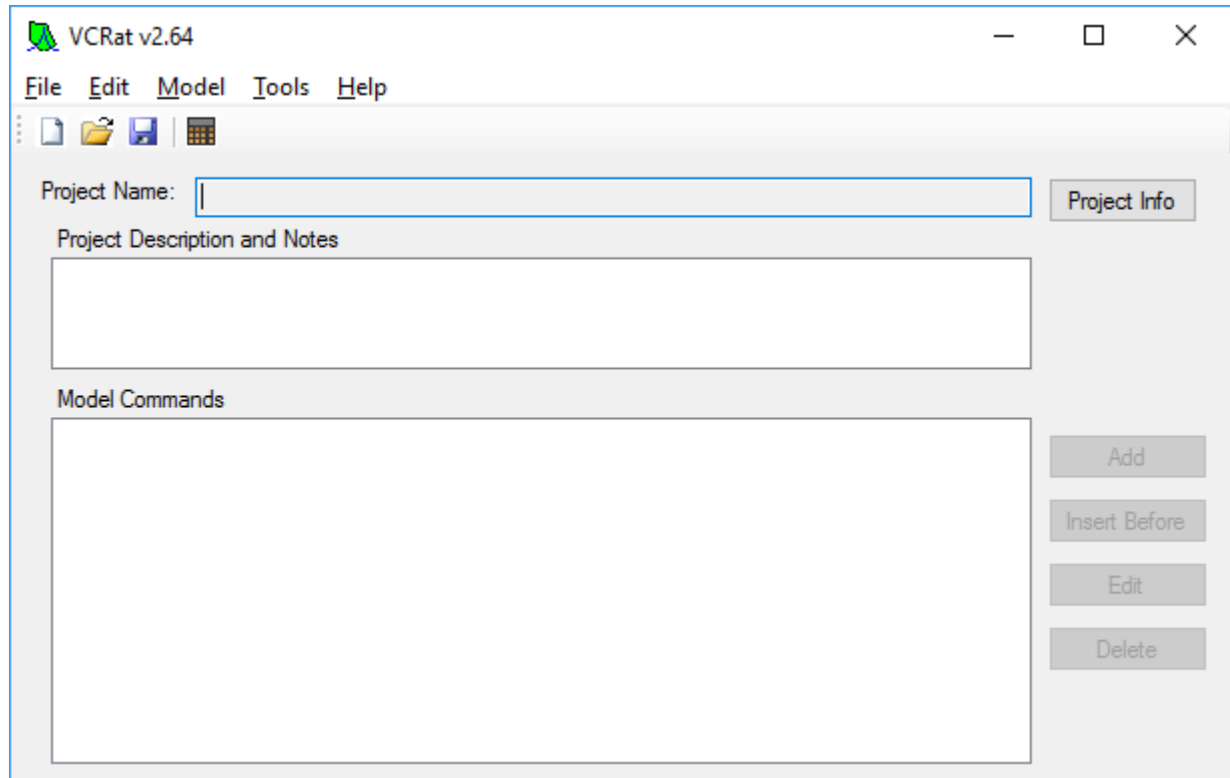 VCRat v2.64
File Edit Model Tools Help
Project Name:
Project Info
Project Description and Notes
Model Commands
Add
Insert Before
Edit
Delete